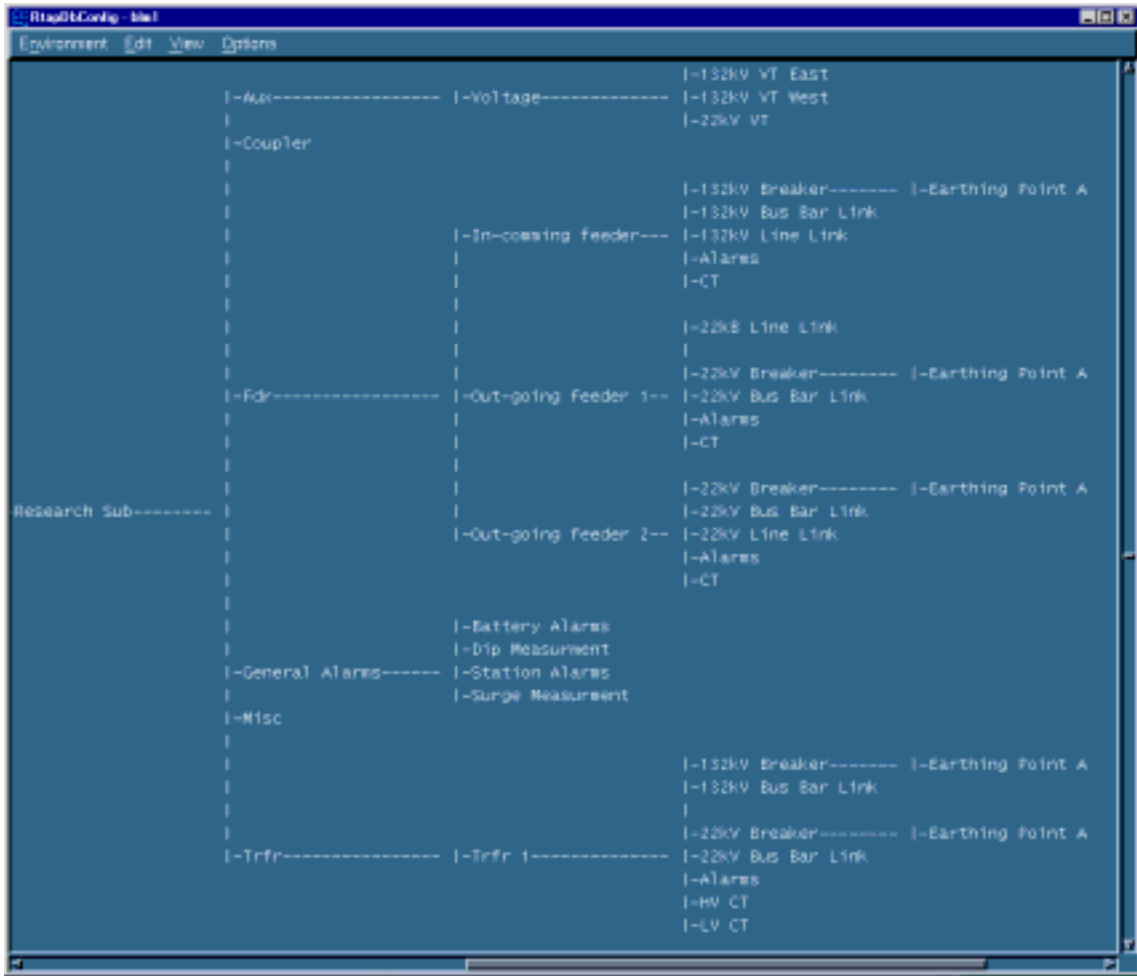 RtapDbConfig - blm1
Environment Edit View Options
|-132kV VT East
|-Aux----------------- |-Voltage------------- |-132kV VT West
| |-22kV VT
|-Coupler
|
| |-132kV Breaker------- |-Earthing Point A
| |-132kV Bus Bar Link
| |-In-comming feeder--- |-132kV Line Link
| | |-Alarms
| | |-CT
| |
| | |-22kB Line Link
| | |
| | |-22kV Breaker-------- |-Earthing Point A
|-Fdr----------------- |-Out-going feeder 1-- |-22kV Bus Bar Link
| | |-Alarms
| | |-CT
| |
| | |-22kV Breaker-------- |-Earthing Point A
Research Sub-------- | | |-22kV Bus Bar Link
| |-Out-going feeder 2-- |-22kV Line Link
| |-Alarms
| |-CT
|
| |-Battery Alarms
| |-Dip Measurment
|-General Alarms------ |-Station Alarms
| |-Surge Measurment
|-Misc
|
| |-132kV Breaker------- |-Earthing Point A
| |-132kV Bus Bar Link
| |
| |-22kV Breaker-------- |-Earthing Point A
|-Trfr---------------- |-Trfr 1-------------- |-22kV Bus Bar Link
|-Alarms
|-HV CT
|-LV CT